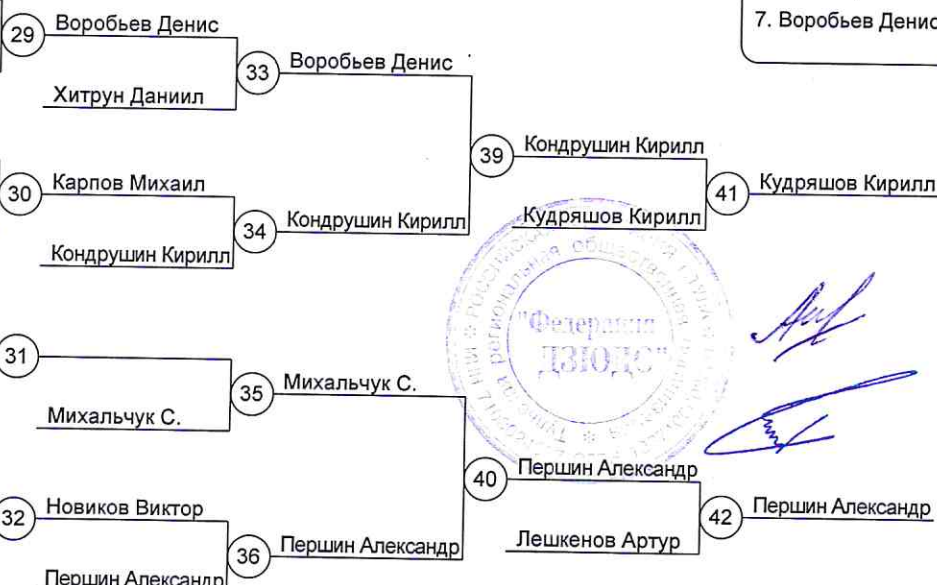 29 Воробьев Денис
7. Воробьев Денис
Хитрун Даниил
33 Воробьев Денис
30 Карпов Михаил
Кондрушин Кирилл
34 Кондрушин Кирилл
39 Кондрушин Кирилл
Кудряшов Кирилл
41 Кудряшов Кирилл
региональная общественная
"Федерация
ДЗЮДО"
31
Михальчук С.
35 Михальчук С.
32 Новиков Виктор
Першин Александр
36 Першин Александр
40 Першин Александр
Лешкенов Артур
42 Першин Александр